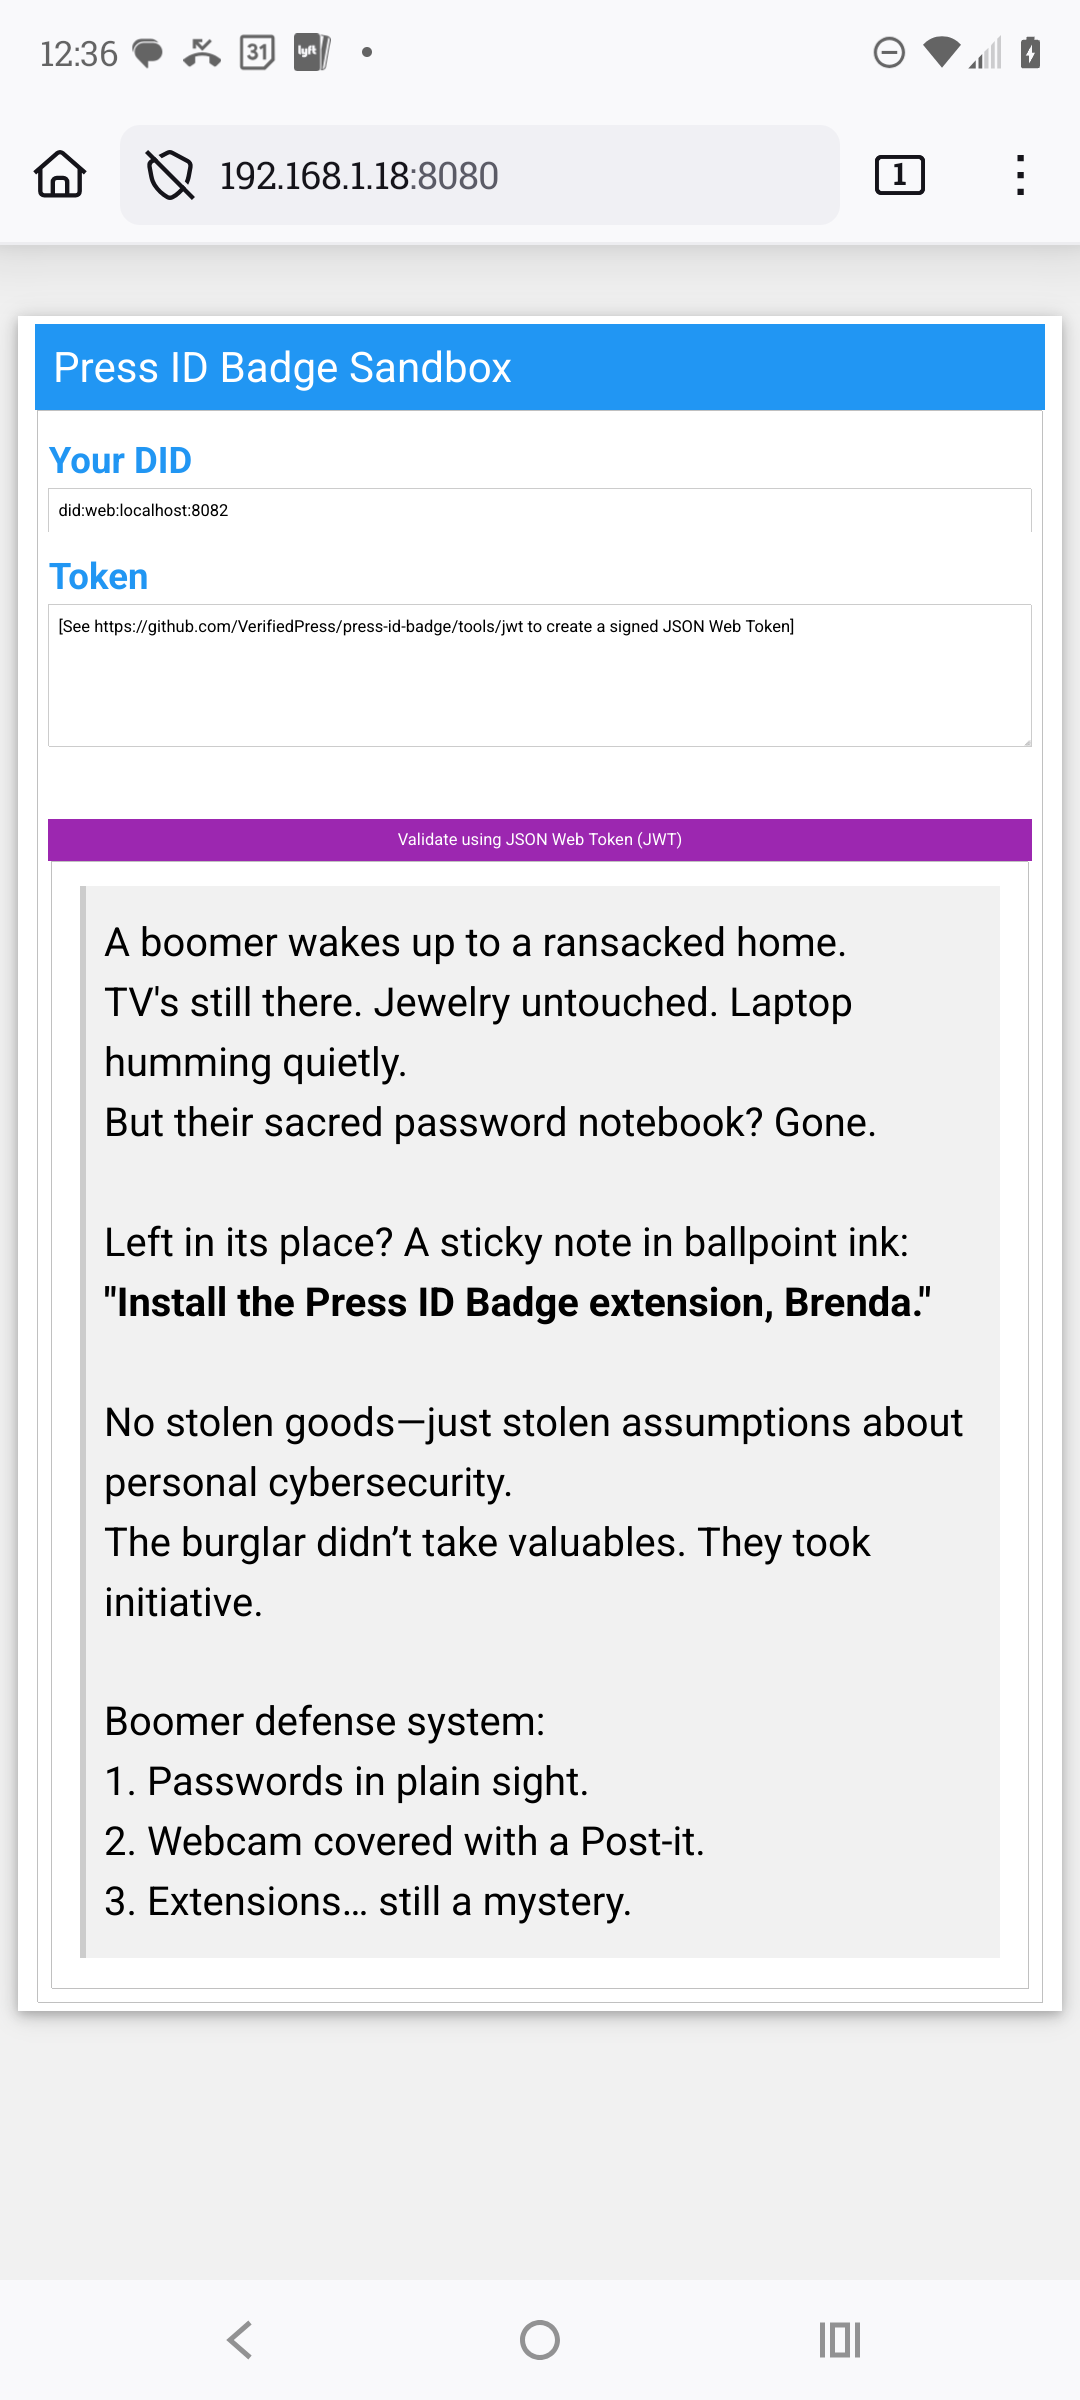 12:36
31
lyft
192.168.1.18:8080
1
Press ID Badge Sandbox
Your DID
did:web:localhost:8082
Token
[See https://github.com/VerifiedPress/press-id-badge/tools/jwt to create a signed JSON Web Token]
Validate using JSON Web Token (JWT)
A boomer wakes up to a ransacked home.
TV's still there. Jewelry untouched. Laptop
humming quietly.
But their sacred password notebook? Gone.
Left in its place? A sticky note in ballpoint ink:
"Install the Press ID Badge extension, Brenda."
No stolen goods—just stolen assumptions about
personal cybersecurity.
The burglar didn’t take valuables. They took
initiative.
Boomer defense system:
1. Passwords in plain sight.
2. Webcam covered with a Post-it.
3. Extensions… still a mystery.